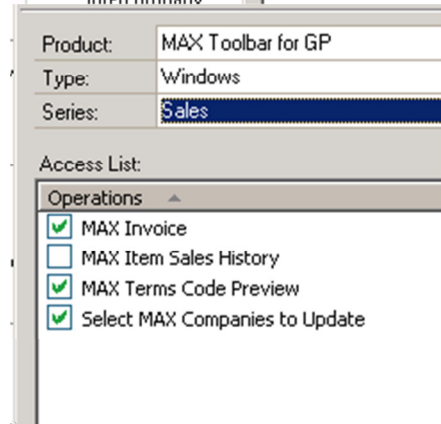 Product: MAX Toolbar for GP
Type: Windows
Series: Sales
Access List:
Operations
MAX Invoice
MAX Item Sales History
MAX Terms Code Preview
Select MAX Companies to Update